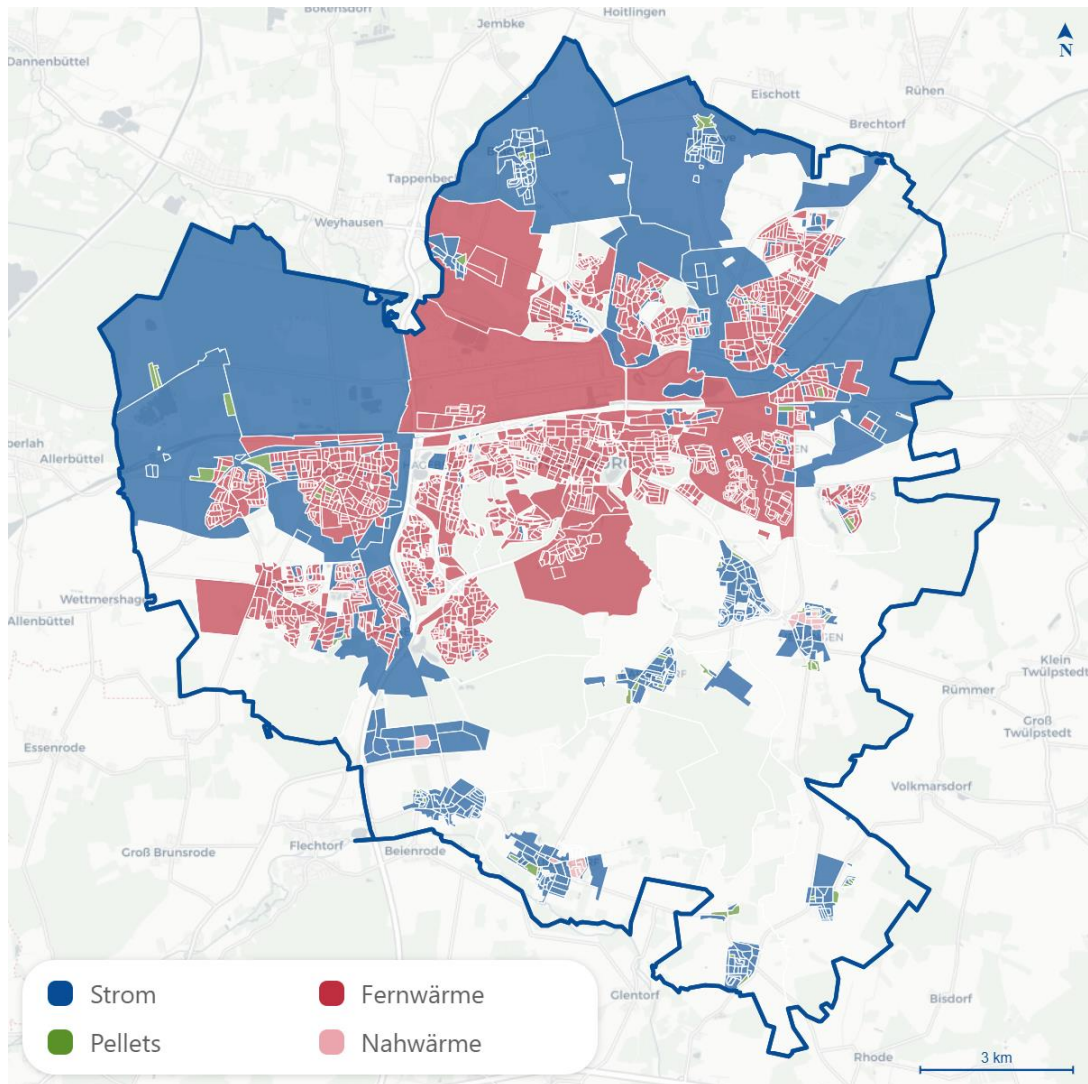 Bokensdorf
Jembke
Hoitlingen
N
Dannenbüttel
Eischott
Rühen
Brechtorf
Tappenbeck
Weyhausen
Allerbüttel
Wettmershagen
Allenbüttel
Klein
Twülpstedt
Rümmer
Groß
Twülpstedt
Essenrode
Volkmarsdorf
Flechtorf
Groß Brunsrode
Beienrode
Glentorf
Bisdorf
Rhode
3 km
Strom
Fernwärme
Pellets
Nahwärme